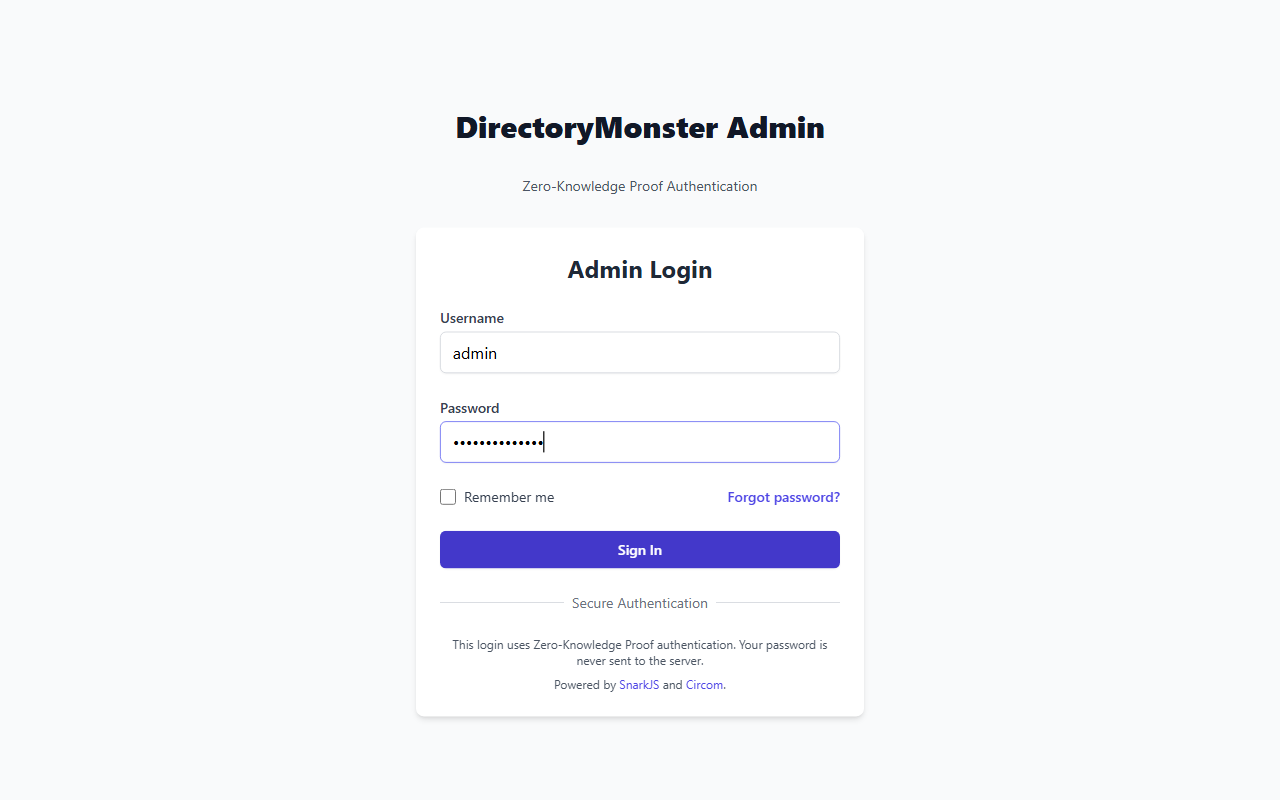 DirectoryMonster Admin
Zero-Knowledge Proof Authentication
Admin Login
Username
admin
Password
••••••••••••••
Remember me
Forgot password?
Sign In
Secure Authentication
This login uses Zero-Knowledge Proof authentication. Your password is
never sent to the server.
Powered by SnarkJS and Circom.